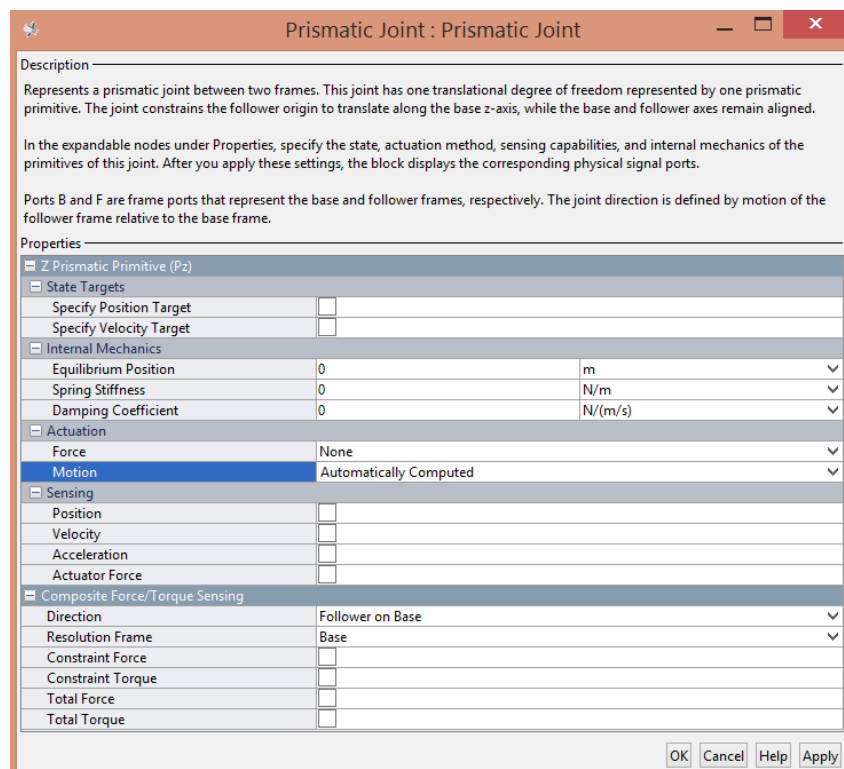 Prismatic Joint : Prismatic Joint
Description
Represents a prismatic joint between two frames. This joint has one translational degree of freedom represented by one prismatic
primitive. The joint constrains the follower origin to translate along the base z-axis, while the base and follower axes remain aligned.
In the expandable nodes under Properties, specify the state, actuation method, sensing capabilities, and internal mechanics of the
primitives of this joint. After you apply these settings, the block displays the corresponding physical signal ports.
Ports B and F are frame ports that represent the base and follower frames, respectively. The joint direction is defined by motion of the
follower frame relative to the base frame.
Properties
Z Prismatic Primitive (Pz)
State Targets
Specify Position Target
Specify Velocity Target
Internal Mechanics
Equilibrium Position 0 m
Spring Stiffness 0 N/m
Damping Coefficient 0 N/(m/s)
Actuation
Force None
Motion Automatically Computed
Sensing
Position
Velocity
Acceleration
Actuator Force
Composite Force/Torque Sensing
Direction Follower on Base
Resolution Frame Base
Constraint Force
Constraint Torque
Total Force
Total Torque
OK Cancel Help Apply